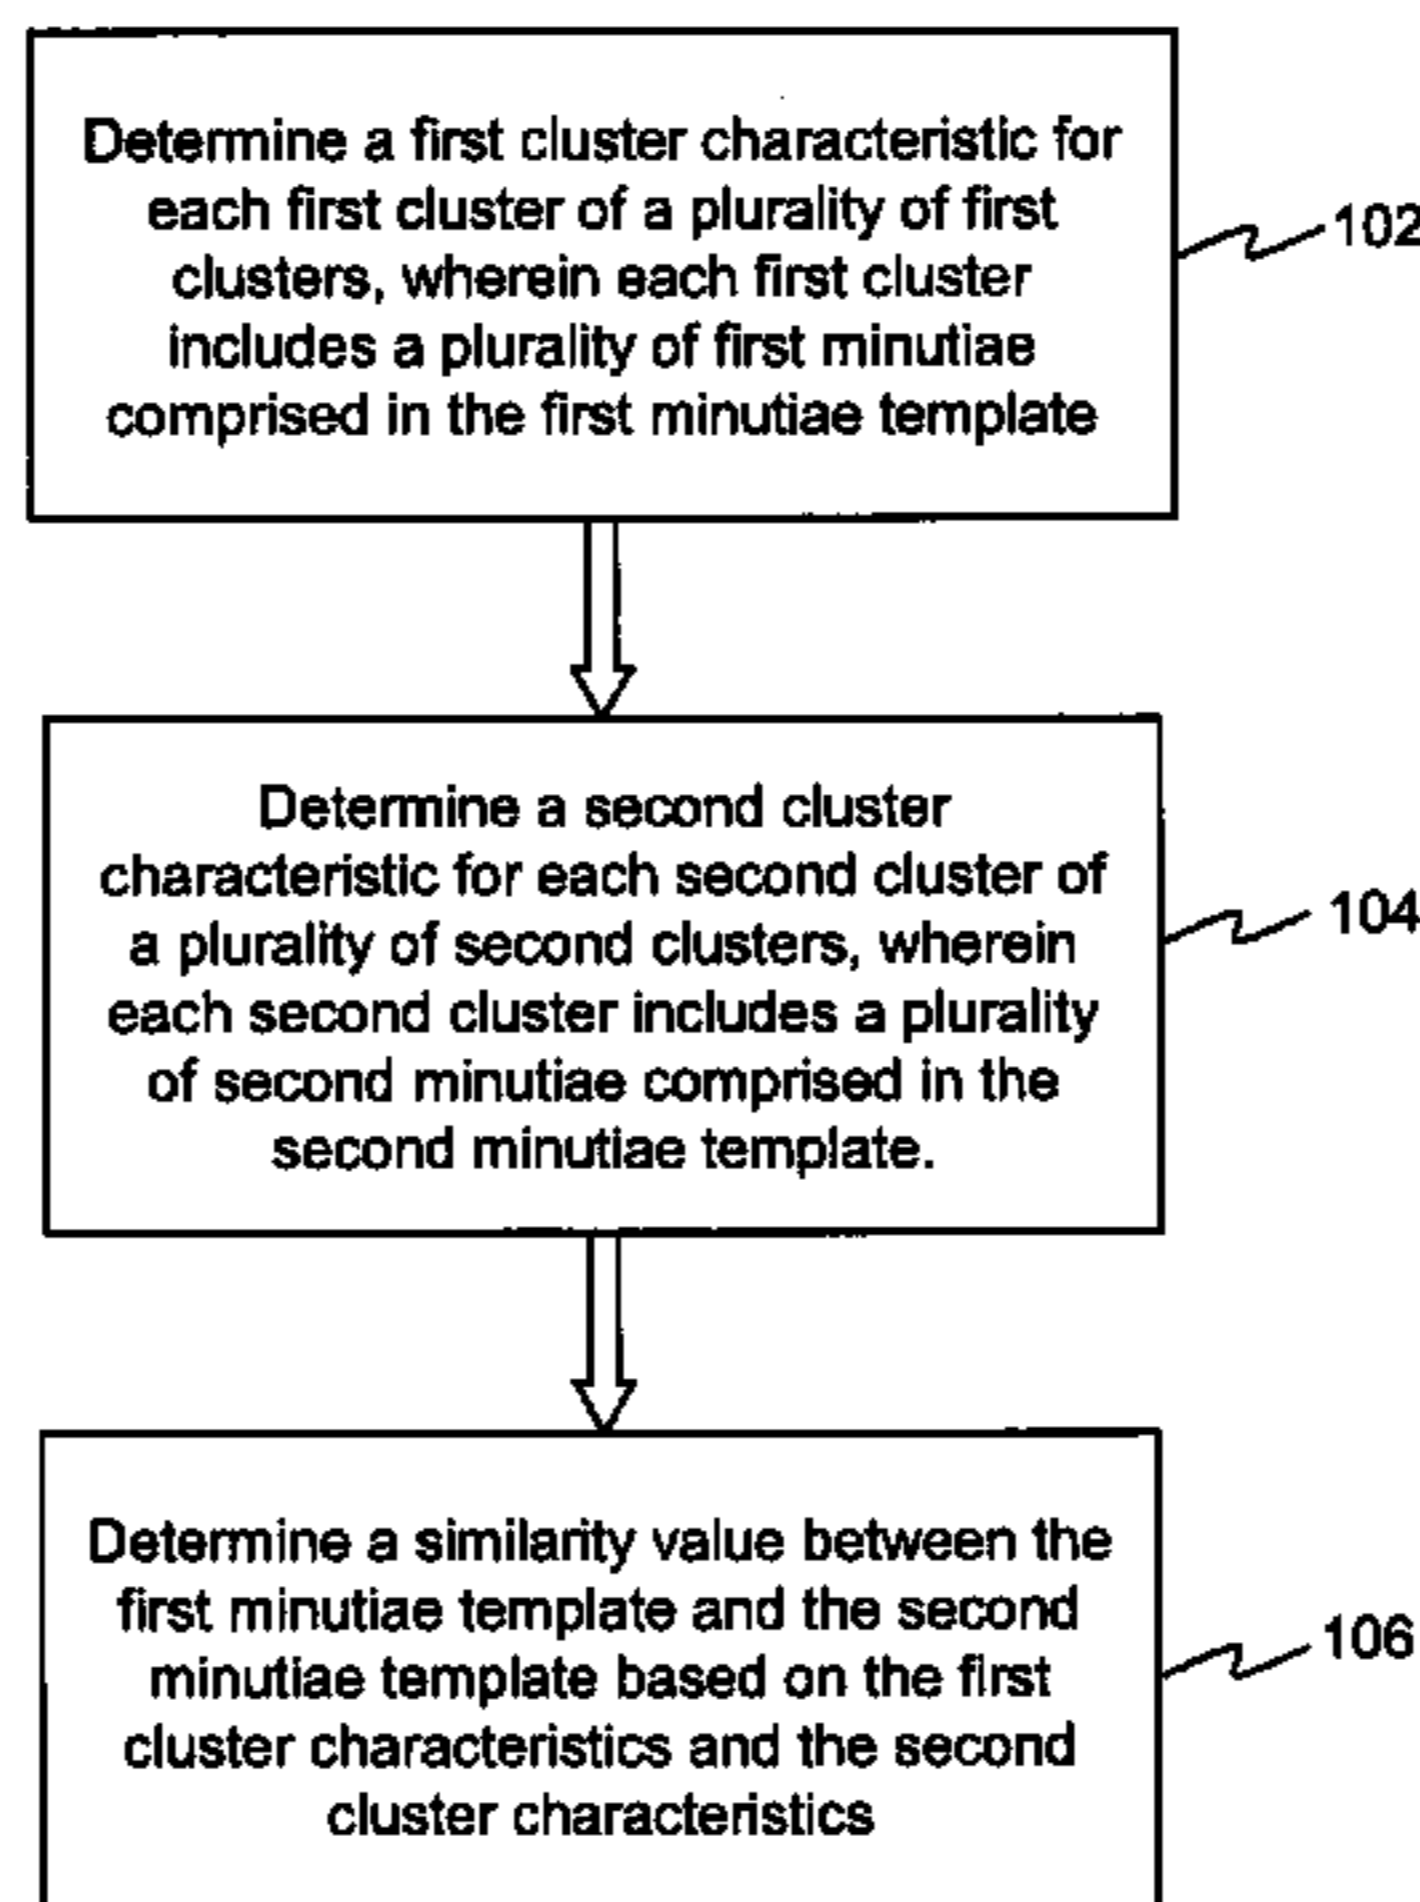 Determine a first cluster characteristic for
each first cluster of a plurality of first
clusters, wherein each first cluster
includes a plurality of first minutiae
comprised in the first minutiae template
102
Determine a second cluster
characteristic for each second cluster of
a plurality of second clusters, wherein
each second cluster includes a plurality
of second minutiae comprised in the
second minutiae template.
104
Determine a similarity value between the
first minutiae template and the second
minutiae template based on the first
cluster characteristics and the second
cluster characteristics
106